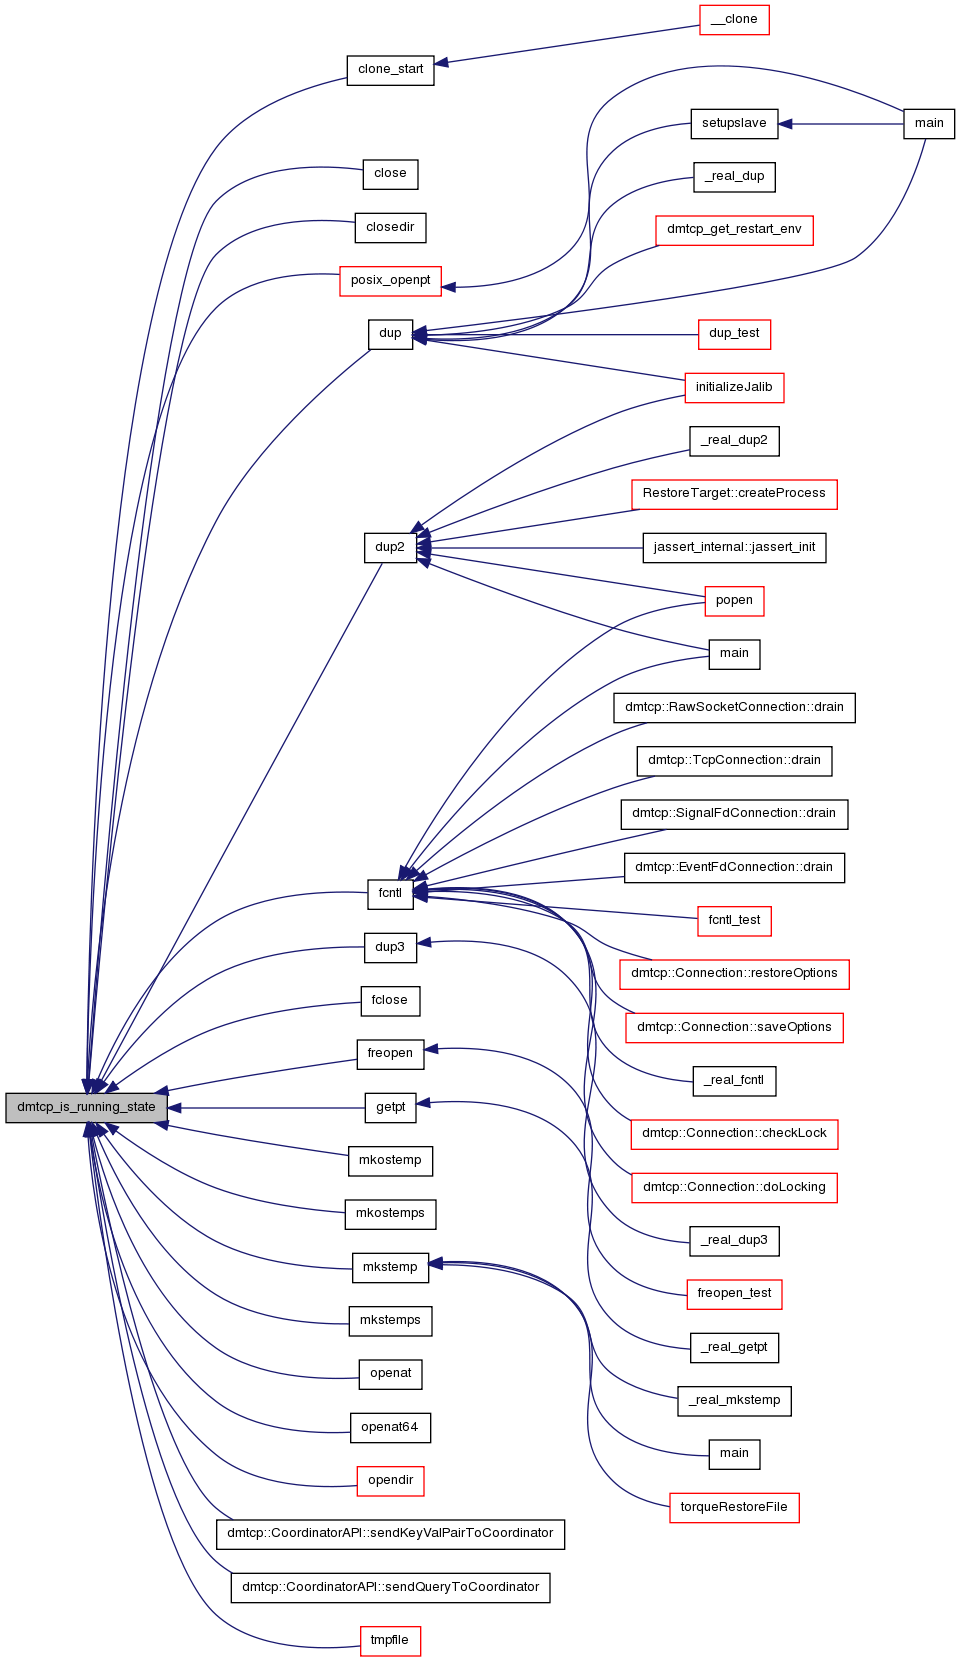 __clone
clone_start
main
setupslave
close
_real_dup
closedir
dmtcp_get_restart_env
posix_openpt
dup
dup_test
initializeJalib
_real_dup2
RestoreTarget::createProcess
dup2
jassert_internal::jassert_init
popen
main
dmtcp::RawSocketConnection::drain
dmtcp::TcpConnection::drain
dmtcp::SignalFdConnection::drain
dmtcp::EventFdConnection::drain
fcntl
fcntl_test
dup3
dmtcp::Connection::restoreOptions
fclose
dmtcp::Connection::saveOptions
freopen
_real_fcntl
dmtcp_is_running_state
getpt
dmtcp::Connection::checkLock
mkostemp
dmtcp::Connection::doLocking
mkostemps
_real_dup3
mkstemp
freopen_test
mkstemps
_real_getpt
openat
_real_mkstemp
openat64
main
opendir
torqueRestoreFile
dmtcp::CoordinatorAPI::sendKeyValPairToCoordinator
dmtcp::CoordinatorAPI::sendQueryToCoordinator
tmpfile